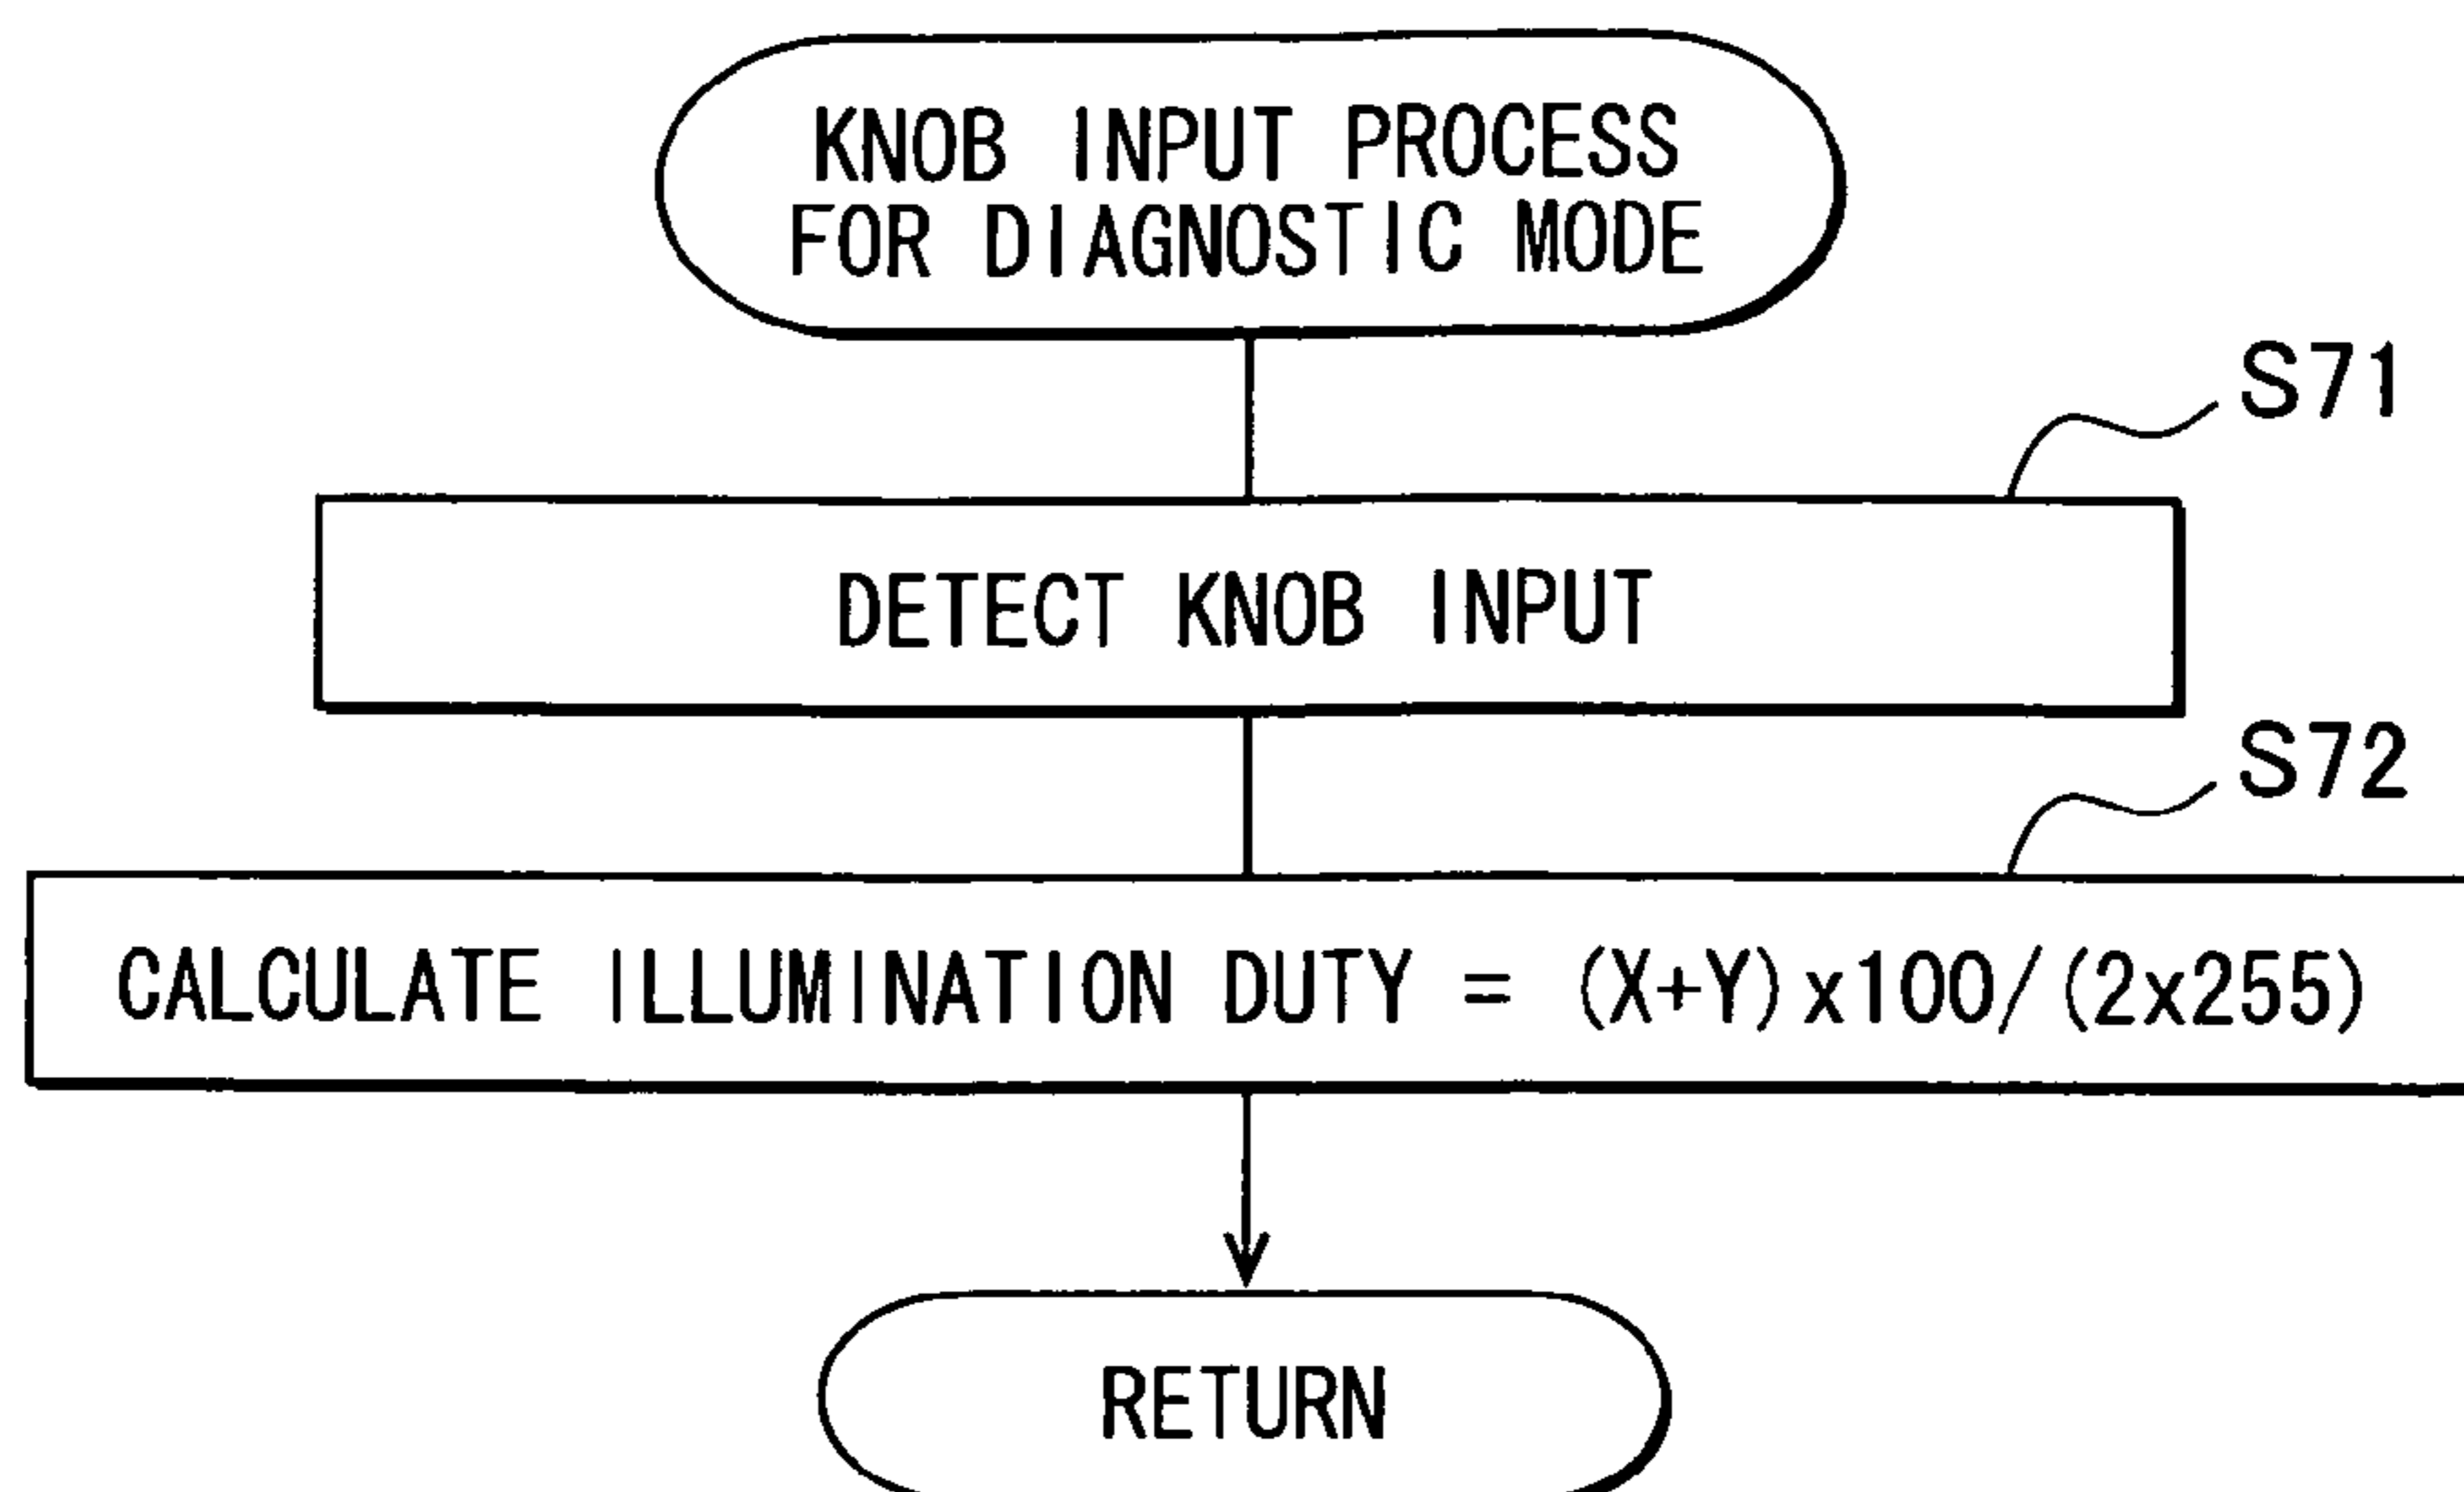 KNOB INPUT PROCESS
FOR DIAGNOSTIC MODE
S71
DETECT KNOB INPUT
S72
CALCULATE ILLUMINATION DUTY = (X+Y)x100/(2x255)
RETURN